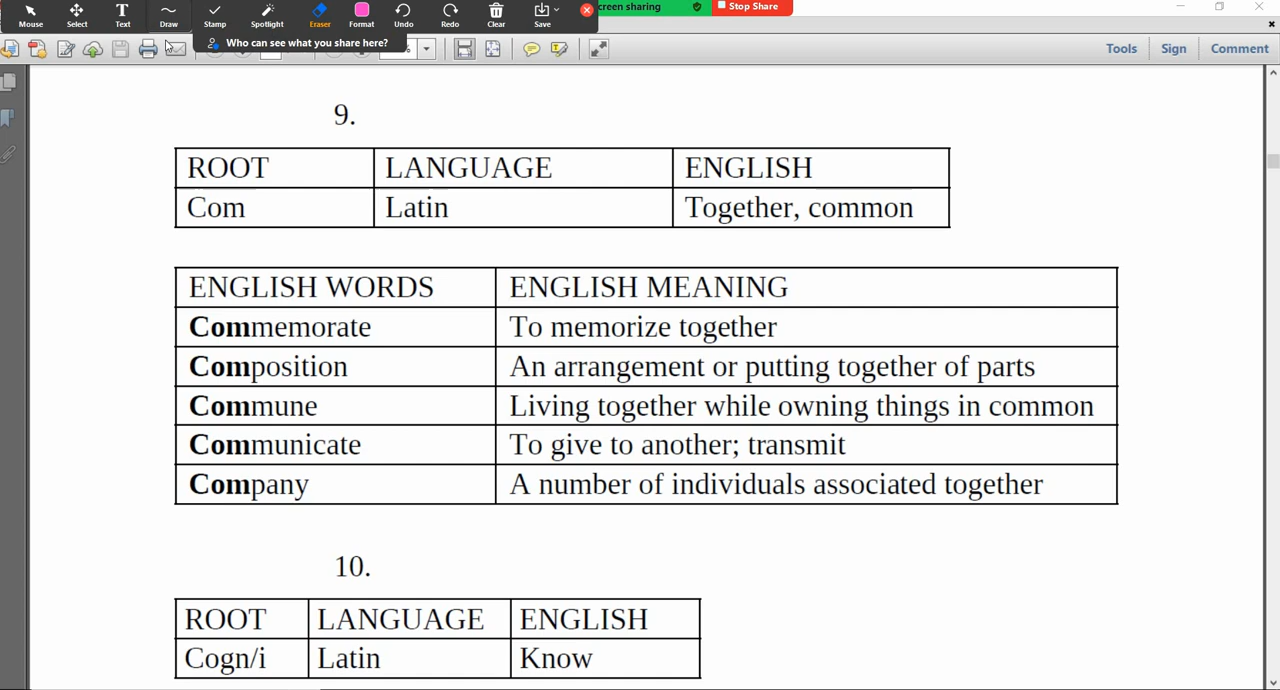 Mouse Select Text Draw Stamp Spotlight Eraser Format Undo Redo Clear Save
creen sharing Stop Share
Who can see what you share here?
%
Tools Sign Comment
9.
ROOT LANGUAGE ENGLISH
Com Latin Together, common
ENGLISH WORDS ENGLISH MEANING
Commemorate To memorize together
Composition An arrangement or putting together of parts
Commune Living together while owning things in common
Communicate To give to another; transmit
Company A number of individuals associated together
10.
ROOT LANGUAGE ENGLISH
Cogn/i Latin Know